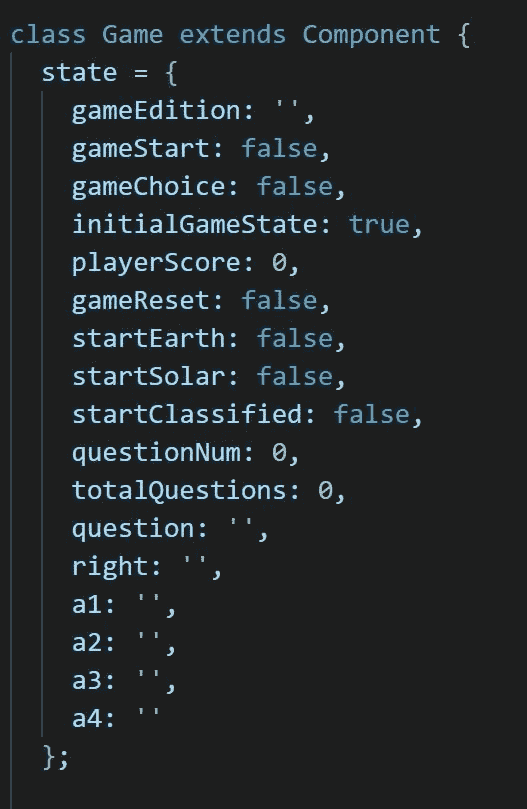 class Game extends Component {
state = {
gameEdition: '',
gameStart: false,
gameChoice: false,
initialGameState: true,
playerScore: 0,
gameReset: false,
startEarth: false,
startSolar: false,
startClassified: false,
questionNum: 0,
totalQuestions: 0,
question: '',
right: '',
a1: '',
a2: '',
a3: '',
a4: ''
};